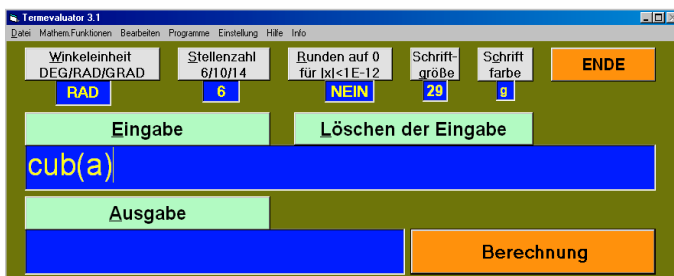 Termevaluator 3.1
Datei Mathem.Funktionen Bearbeiten Programme Einstellung Hilfe Info
Winkeleinheit
DEG/RAD/GRAD
RAD
Stellenzahl
6/10/14
6
Runden auf 0
für |x|<1E-12
NEIN
Schrift-
größe
29
Schrift
farbe
g
ENDE
Eingabe
Löschen der Eingabe
cub(a)
Ausgabe
Berechnung